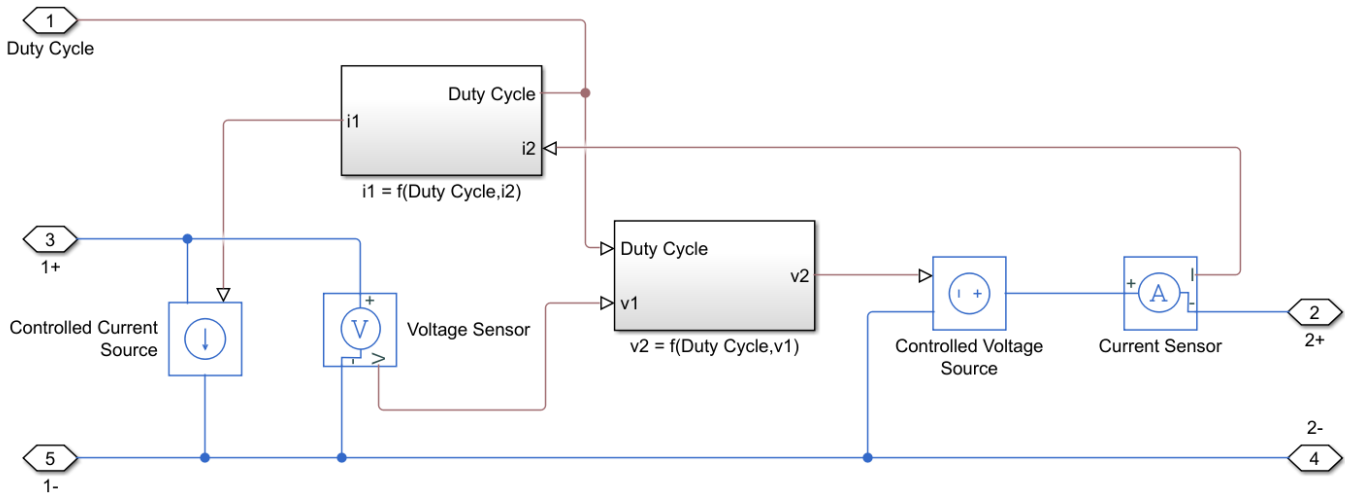 1
Duty Cycle
Duty Cycle
i1
i2
i1 = f(Duty Cycle,i2)
3
1+
Duty Cycle
v2
v1
v2 = f(Duty Cycle,v1)
Controlled Current
Source
+
V
-
V
Voltage Sensor
- +
Controlled Voltage
Source
+
A
I
-
Current Sensor
2
2+
5
1-
2-
4